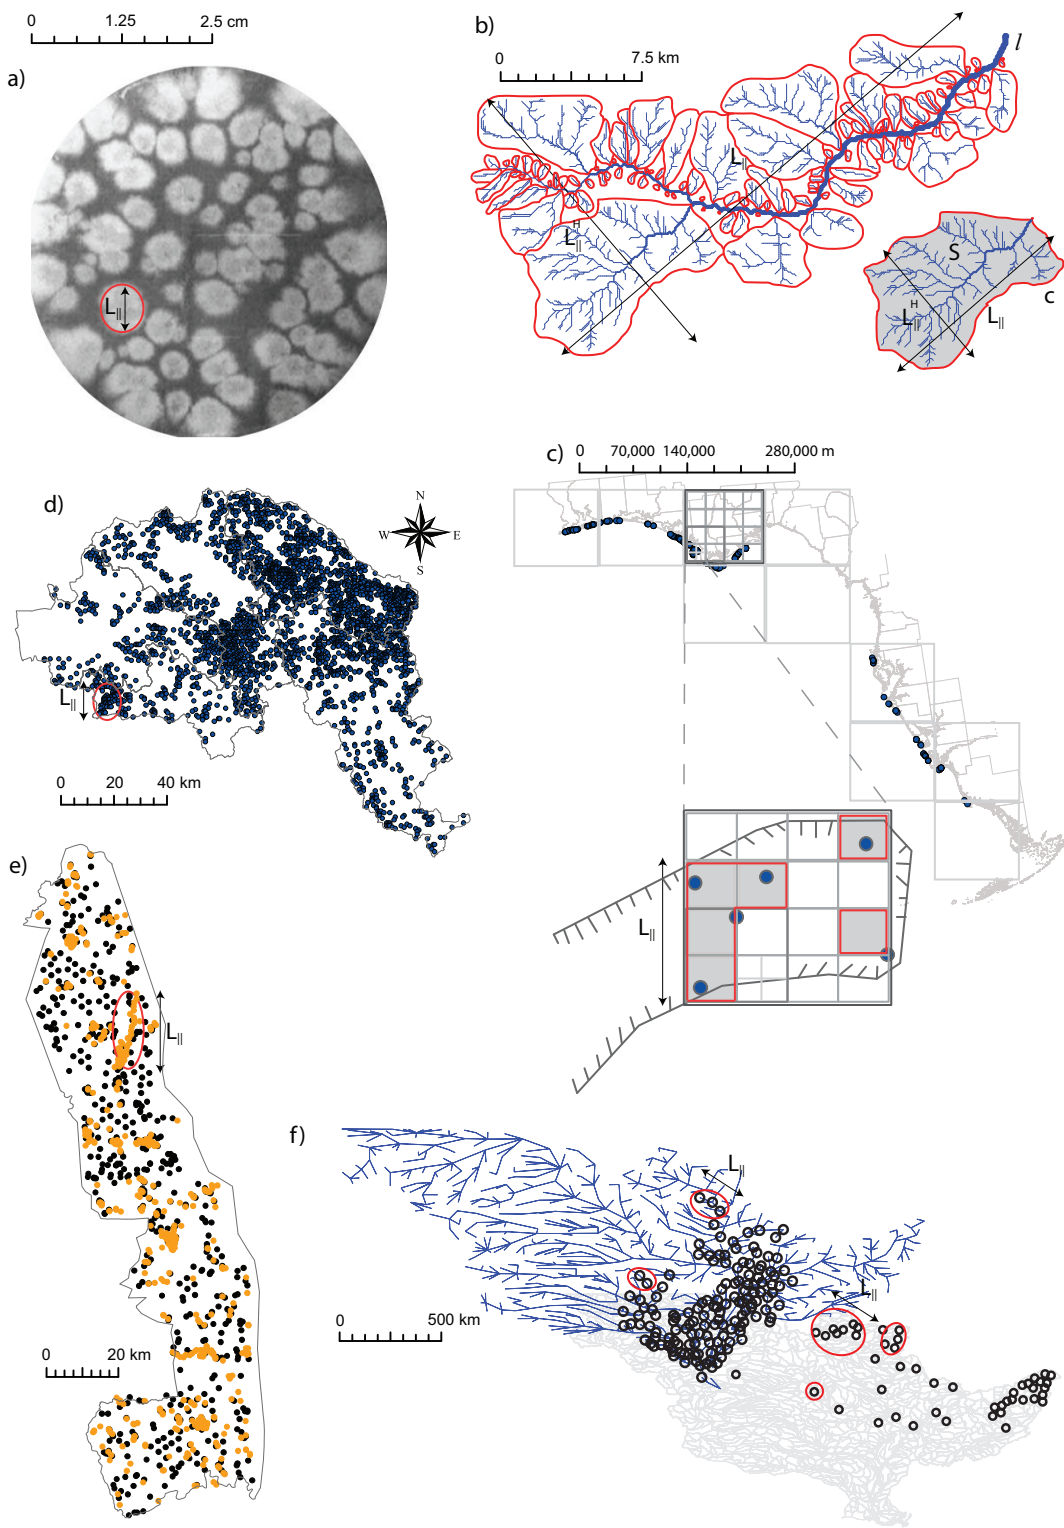 0 1.25 2.5 cm
a)
L||
b)
0 7.5 km
l
L||
L||H
S
L||H
L||
c
c)
0 70,000 140,000 280,000 m
L||
d)
N
W E
S
L||
0 20 40 km
e)
L||
0 20 km
f)
L||
L||
0 500 km